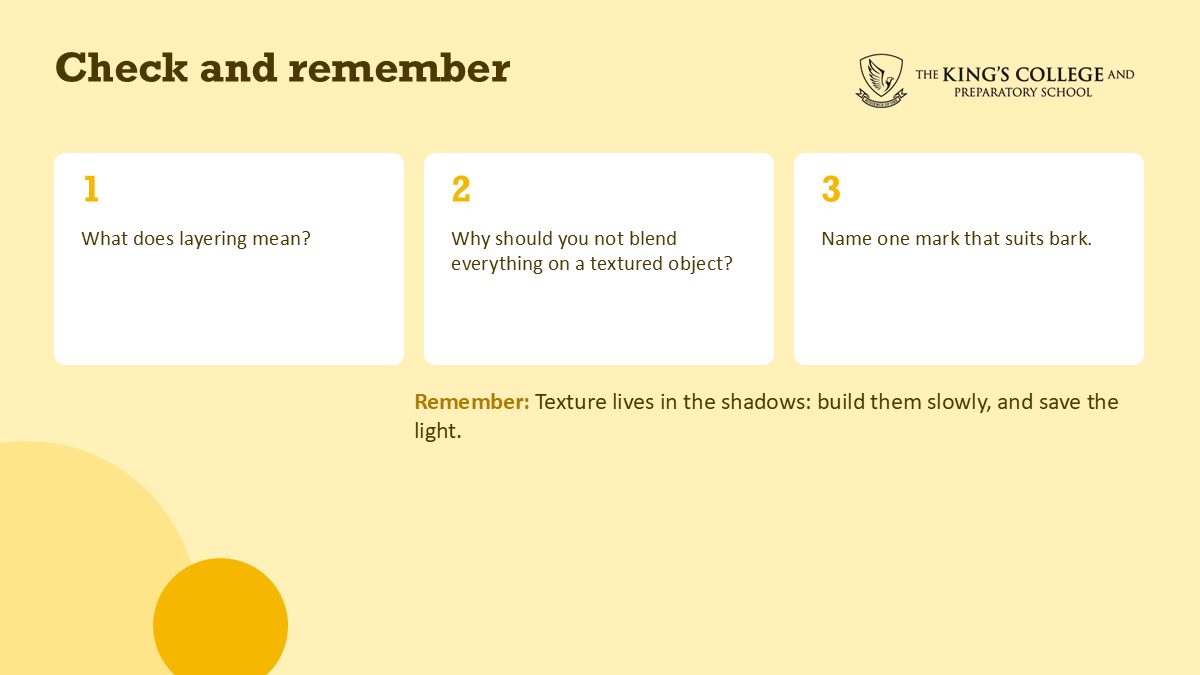 Check and remember
THE KING'S COLLEGE AND
PREPARATORY SCHOOL
1
What does layering mean?
2
Why should you not blend
everything on a textured object?
3
Name one mark that suits bark.
Remember: Texture lives in the shadows: build them slowly, and save the
light.